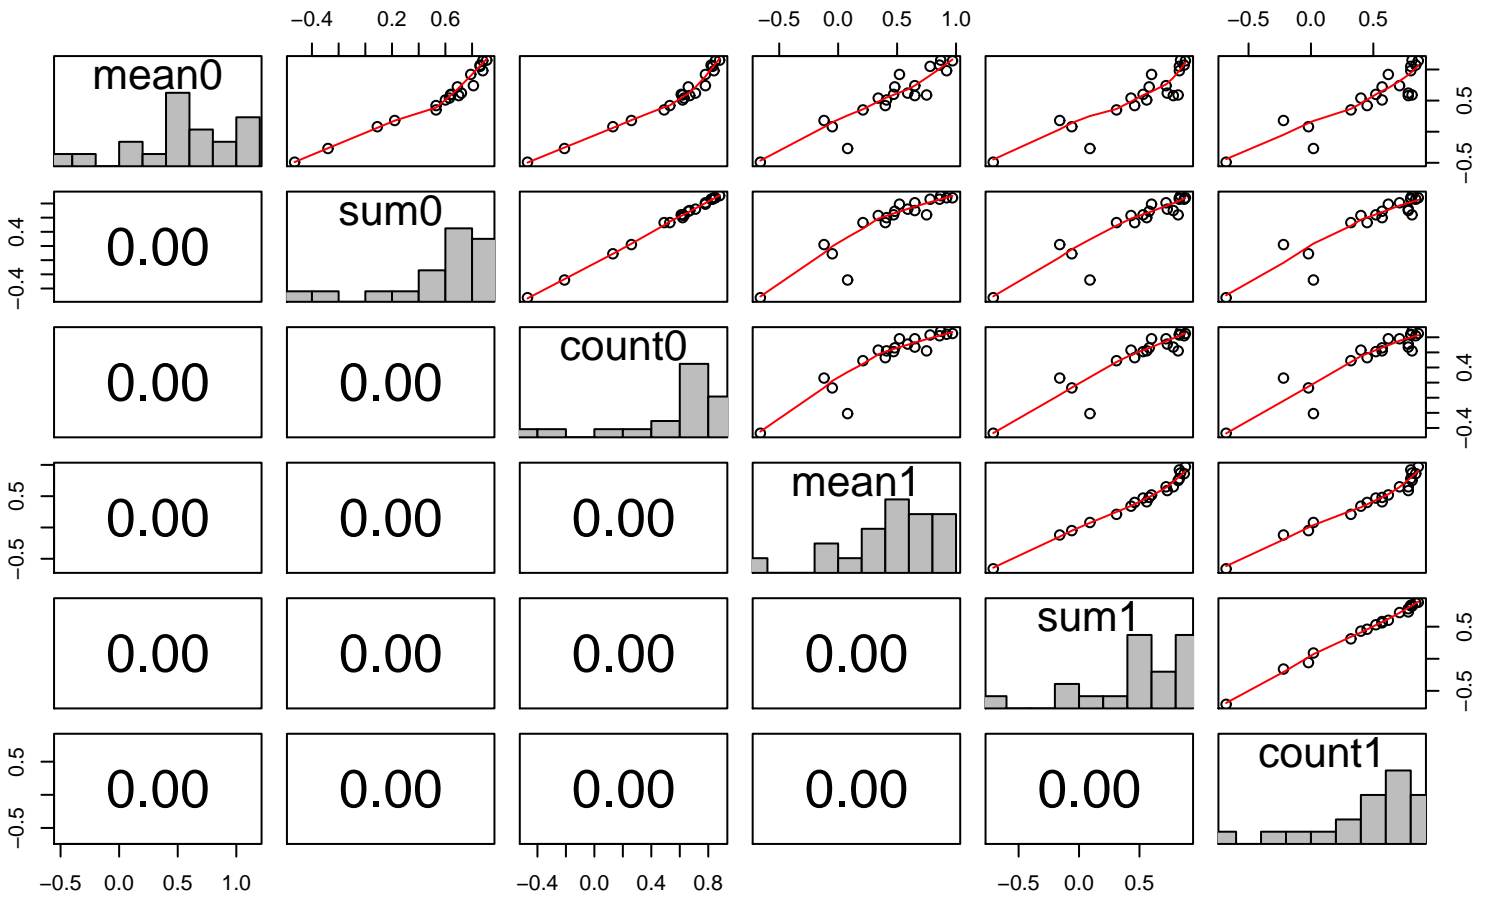 −0.4 0.2 0.6 −0.5 0.0 0.5 1.0 −0.5 0.0 0.5
mean0 −0.5 0.5
−0.4 0.4 0.00 sum0
0.00 0.00 count0 −0.4 0.4
−0.5 0.5 0.00 0.00 0.00 mean1
0.00 0.00 0.00 0.00 sum1 −0.5 0.5
−0.5 0.5 0.00 0.00 0.00 0.00 0.00 count1
−0.5 0.0 0.5 1.0 −0.4 0.0 0.4 0.8 −0.5 0.0 0.5